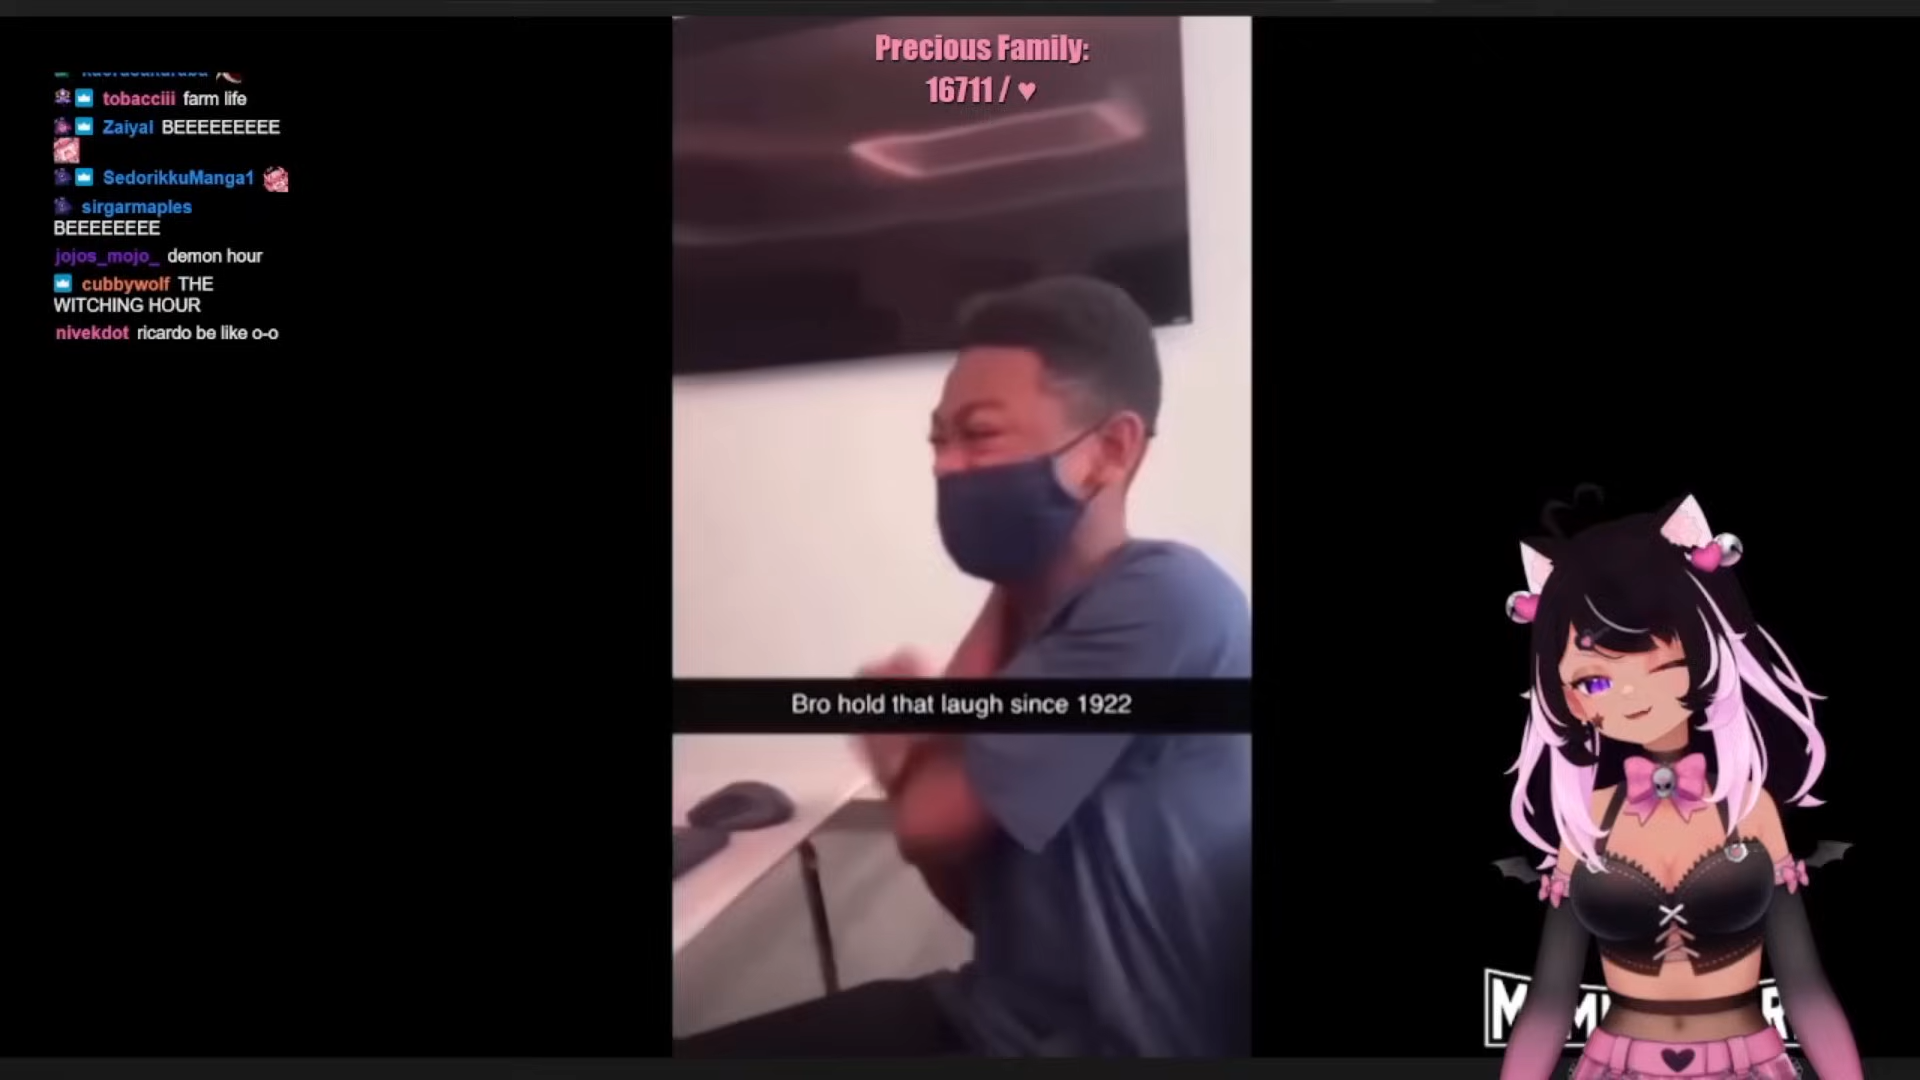 Precious Family:
16711 / ♥
tobacciii farm life
Zaiyal BEEEEEEEEE
SedorikkuManga1
sirgarmaples
BEEEEEEEE
jojos_mojo_ demon hour
cubbywolf THE
WITCHING HOUR
nivekdot ricardo be like o-o
Bro hold that laugh since 1922